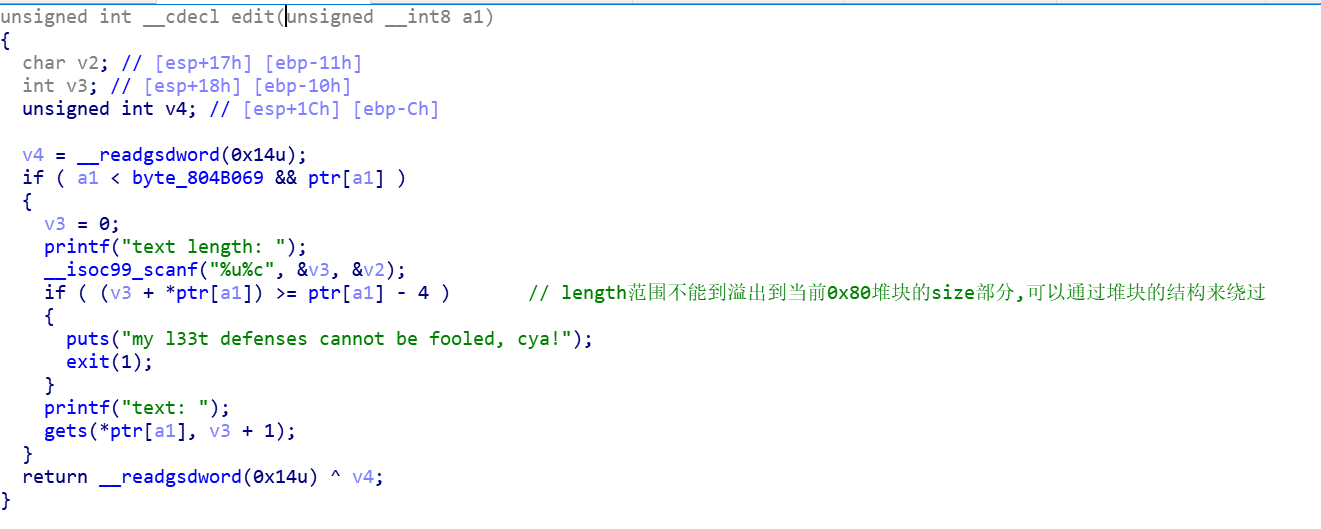 unsigned int __cdecl edit(unsigned __int8 a1)
{
  char v2; // [esp+17h] [ebp-11h]
  int v3; // [esp+18h] [ebp-10h]
  unsigned int v4; // [esp+1Ch] [ebp-Ch]

  v4 = __readgsdword(0x14u);
  if ( a1 < byte_804B069 && ptr[a1] )
  {
    v3 = 0;
    printf("text length: ");
    __isoc99_scanf("%u%c", &v3, &v2);
    if ( (v3 + *ptr[a1]) >= ptr[a1] - 4 )       // length范围不能到溢出到当前0x80堆块的size部分,可以通过堆块的结构来绕过
    {
      puts("my l33t defenses cannot be fooled, cya!");
      exit(1);
    }
    printf("text: ");
    gets(*ptr[a1], v3 + 1);
  }
  return __readgsdword(0x14u) ^ v4;
}